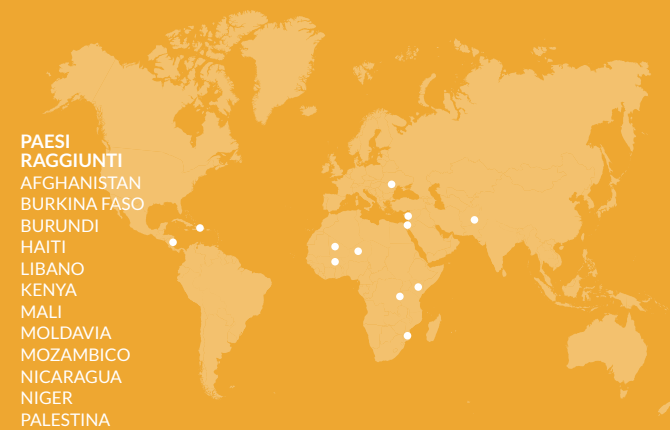 PAESI
RAGGIUNTI
AFGHANISTAN
BURKINA FASO
BURUNDI
HAITI
LIBANO
KENYA
MALI
MOLDAVIA
MOZAMBICO
NICARAGUA
NIGER
PALESTINA